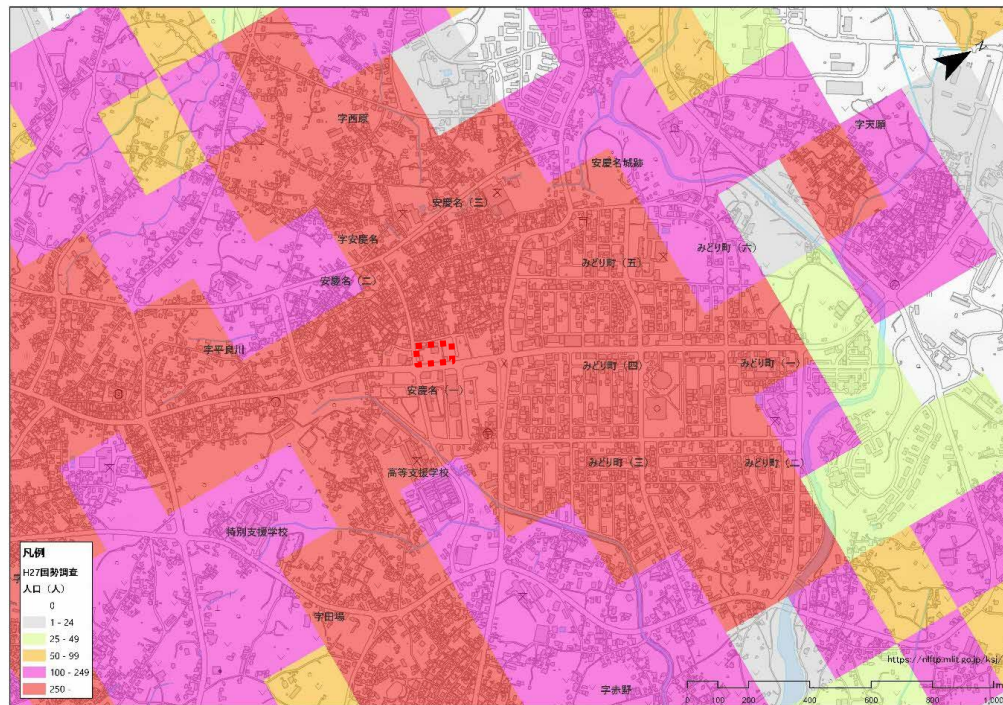 字西原
字天願
安慶名城跡
安慶名（三）
字安慶名
みどり町（六）
みどり町（五）
安慶名（二）
字平良川
みどり町（四）
みどり町（一）
安慶名（一）
みどり町（三）
みどり町（二）
高等支援学校
特別支援学校
字田場
字赤野
凡例
H27国勢調査
人口（人）
0
1 - 24
25 - 49
50 - 99
100 - 249
250 -
0 200 400 600 800 1,000